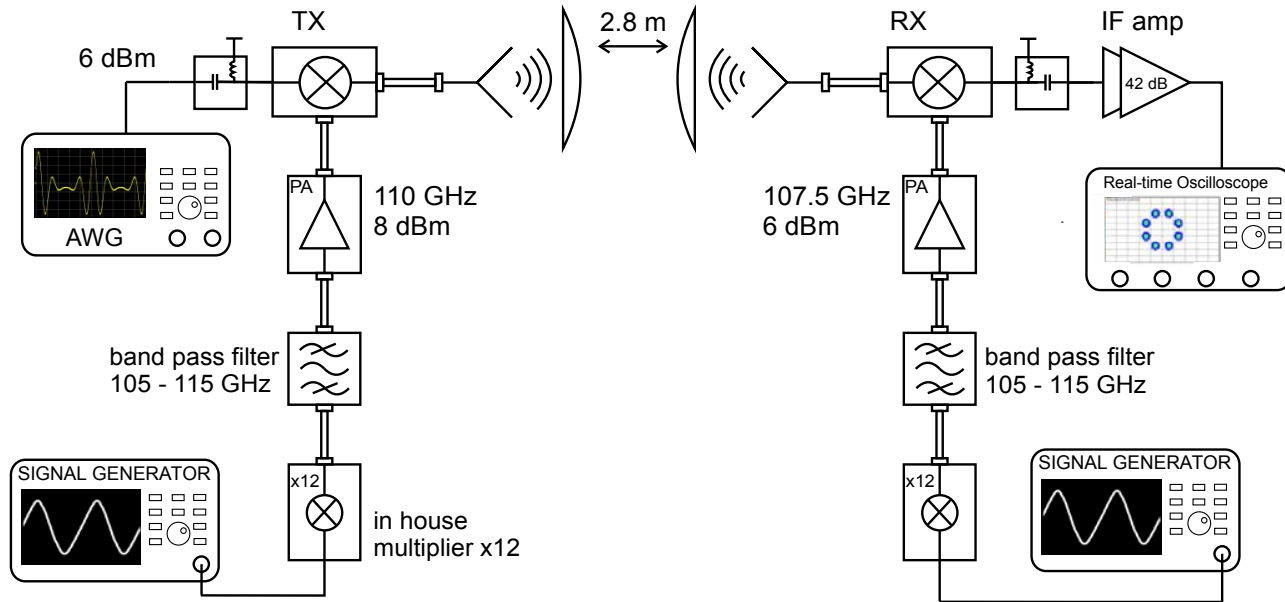 TX
2.8 m
RX
IF amp
6 dBm
42 dB
AWG
PA
110 GHz
8 dBm
107.5 GHz
6 dBm
PA
Real-time Oscilloscope
band pass filter
105 - 115 GHz
band pass filter
105 - 115 GHz
SIGNAL GENERATOR
x12
in house
multiplier x12
x12
SIGNAL GENERATOR